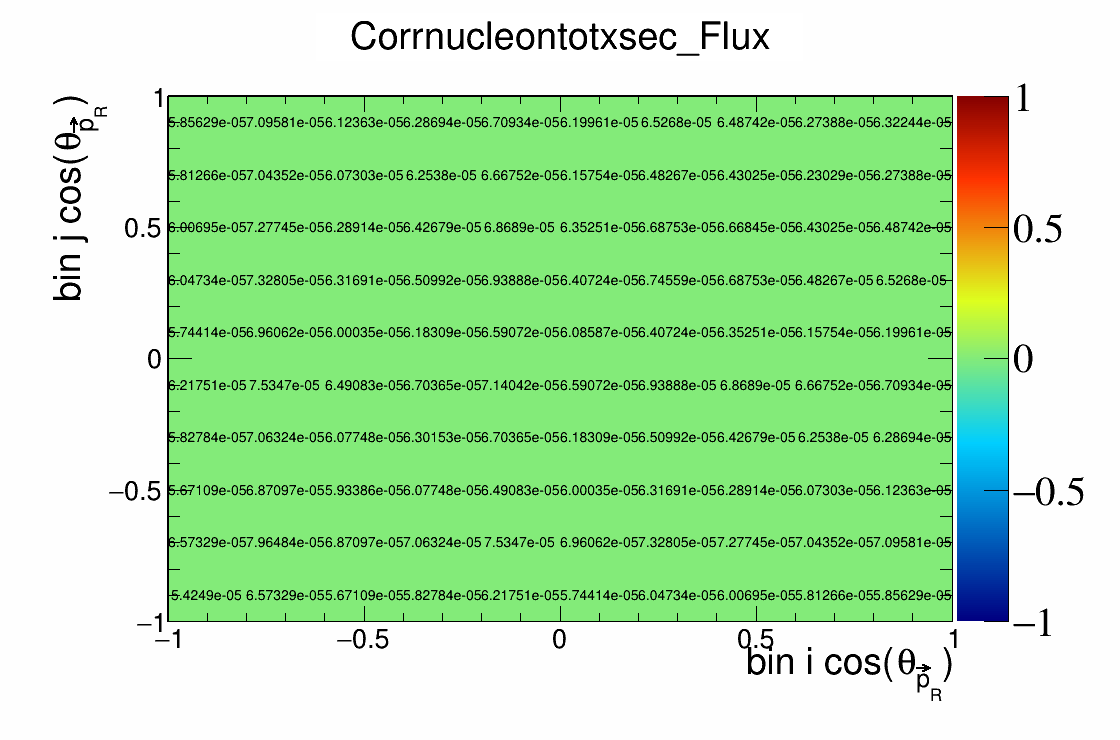 Corrnucleontotxsec_Flux
bin j cos(θ p⃗ R)
1
0.5
0
−0.5
−1
5.85629e-057.09581e-056.12363e-056.28694e-056.70934e-056.19961e-05 6.5268e-05 6.48742e-056.27388e-056.32244e-05
5.81266e-057.04352e-056.07303e-05 6.2538e-05 6.66752e-056.15754e-056.48267e-056.43025e-056.23029e-056.27388e-05
6.00695e-057.27745e-056.28914e-056.42679e-05 6.8689e-05 6.35251e-056.68753e-056.66845e-056.43025e-056.48742e-05
6.04734e-057.32805e-056.31691e-056.50992e-056.93888e-056.40724e-056.74559e-056.68753e-056.48267e-05 6.5268e-05
5.74414e-056.96062e-056.00035e-056.18309e-056.59072e-056.08587e-056.40724e-056.35251e-056.15754e-056.19961e-05
6.21751e-05 7.5347e-05 6.49083e-056.70365e-057.14042e-056.59072e-056.93888e-05 6.8689e-05 6.66752e-056.70934e-05
5.82784e-057.06324e-056.07748e-056.30153e-056.70365e-056.18309e-056.50992e-056.42679e-05 6.2538e-05 6.28694e-05
5.67109e-056.87097e-055.93386e-056.07748e-056.49083e-056.00035e-056.31691e-056.28914e-056.07303e-056.12363e-05
6.57329e-057.96484e-056.87097e-057.06324e-05 7.5347e-05 6.96062e-057.32805e-057.27745e-057.04352e-057.09581e-05
5.4249e-05 6.57329e-055.67109e-055.82784e-056.21751e-055.74414e-056.04734e-056.00695e-055.81266e-055.85629e-05
−1 −0.5 0 0.5 1
bin i cos(θ p⃗ R)
1
0.5
0
−0.5
−1